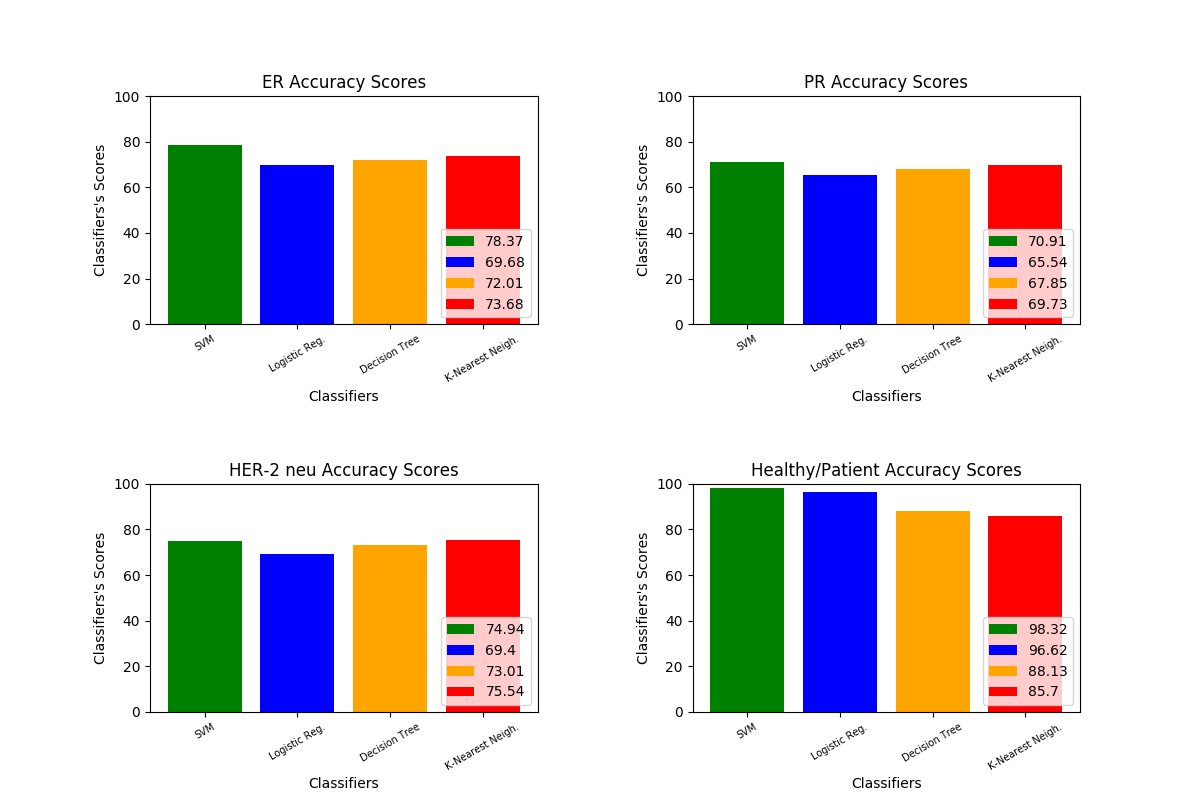 ER Accuracy Scores
Classifiers's Scores
100
80
60
40
20
0
78.37
69.68
72.01
73.68
SVM
Logistic Reg.
Decision Tree
K-Nearest Neigh.
Classifiers
PR Accuracy Scores
Classifiers's Scores
100
80
60
40
20
0
70.91
65.54
67.85
69.73
SVM
Logistic Reg.
Decision Tree
K-Nearest Neigh.
Classifiers
HER-2 neu Accuracy Scores
Classifiers's Scores
100
80
60
40
20
0
74.94
69.4
73.01
75.54
SVM
Logistic Reg.
Decision Tree
K-Nearest Neigh.
Classifiers
Healthy/Patient Accuracy Scores
Classifiers's Scores
100
80
60
40
20
0
98.32
96.62
88.13
85.7
SVM
Logistic Reg.
Decision Tree
K-Nearest Neigh.
Classifiers